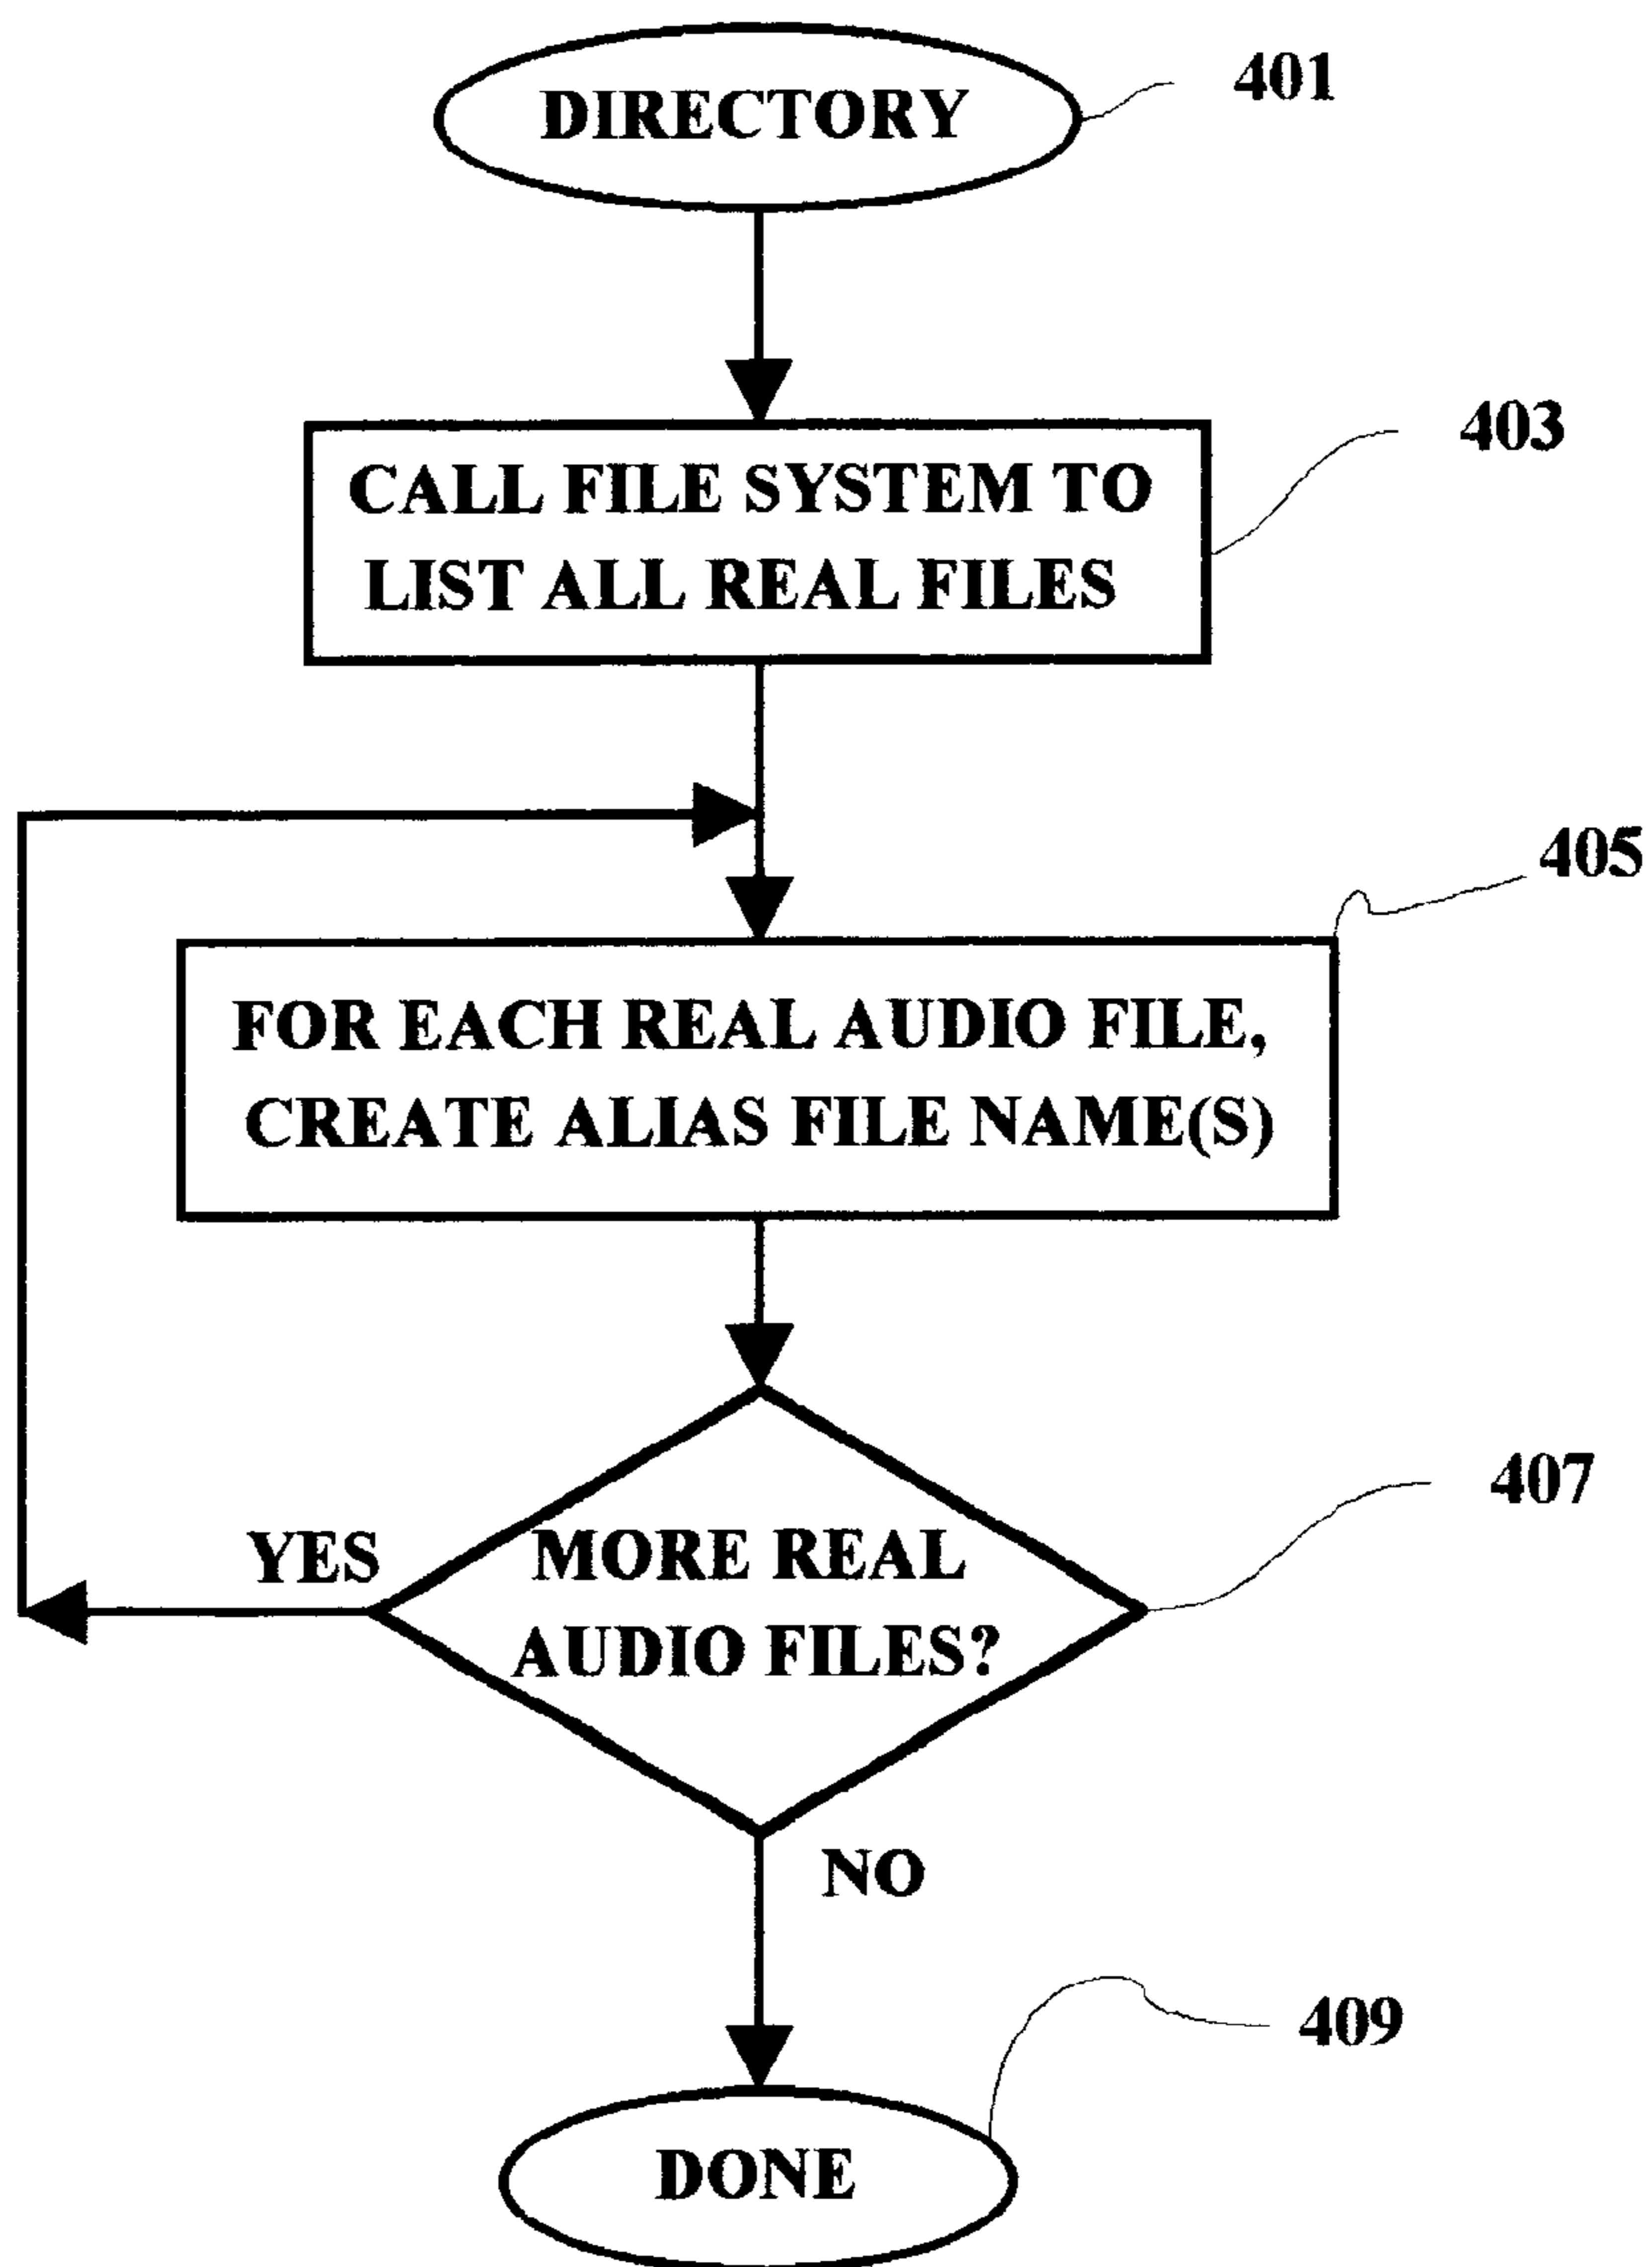 DIRECTORY
401
CALL FILE SYSTEM TO
LIST ALL REAL FILES
403
405
FOR EACH REAL AUDIO FILE,
CREATE ALIAS FILE NAME(S)
407
YES
MORE REAL
AUDIO FILES?
NO
409
DONE